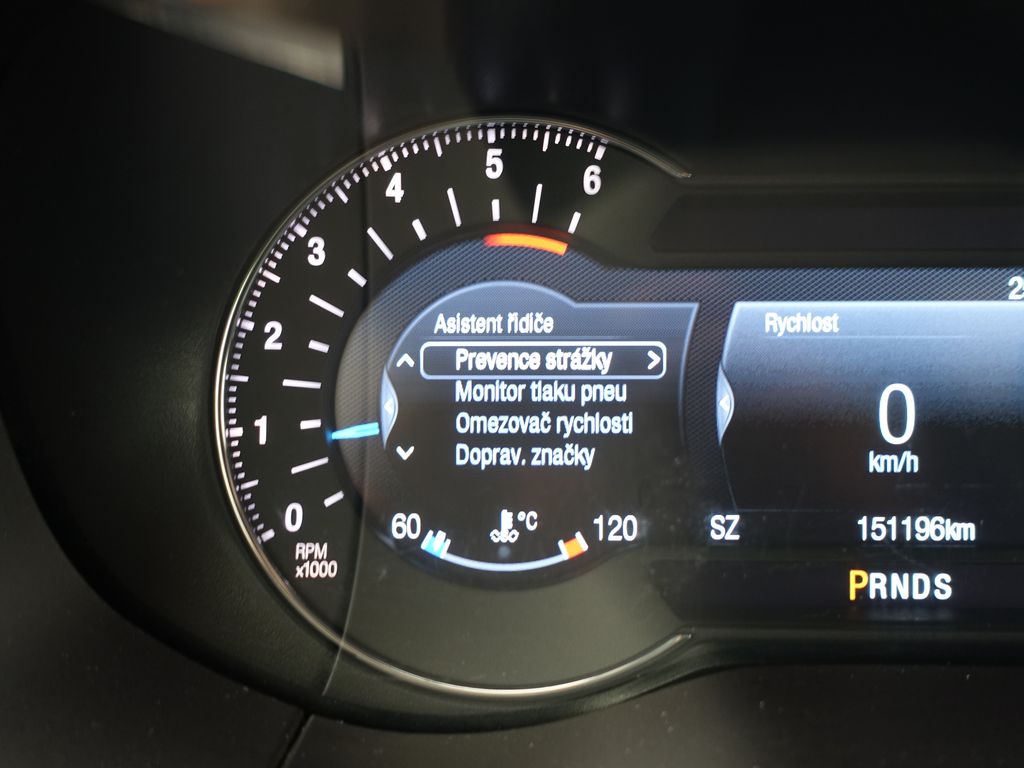 6
5
4
3
2
1
0
RPM
x1000
Asistent řidiče
Prevence strážky
Monitor tlaku pneu
Omezovač rychlosti
Doprav. značky
60
°C
120
Rychlost
0
km/h
SZ
151196km
PRNDS